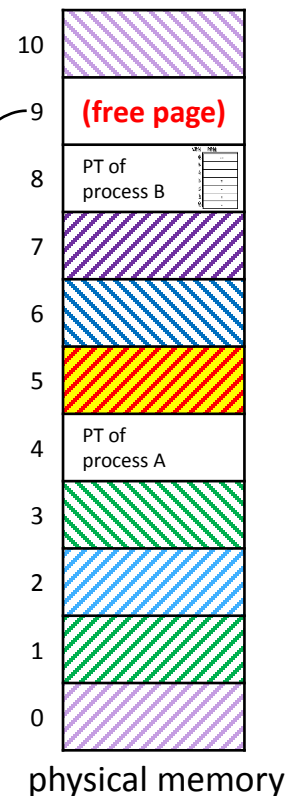 10
9
(free page)
8
PT of
process B
7
6
5
4
PT of
process A
3
2
1
0
physical memory